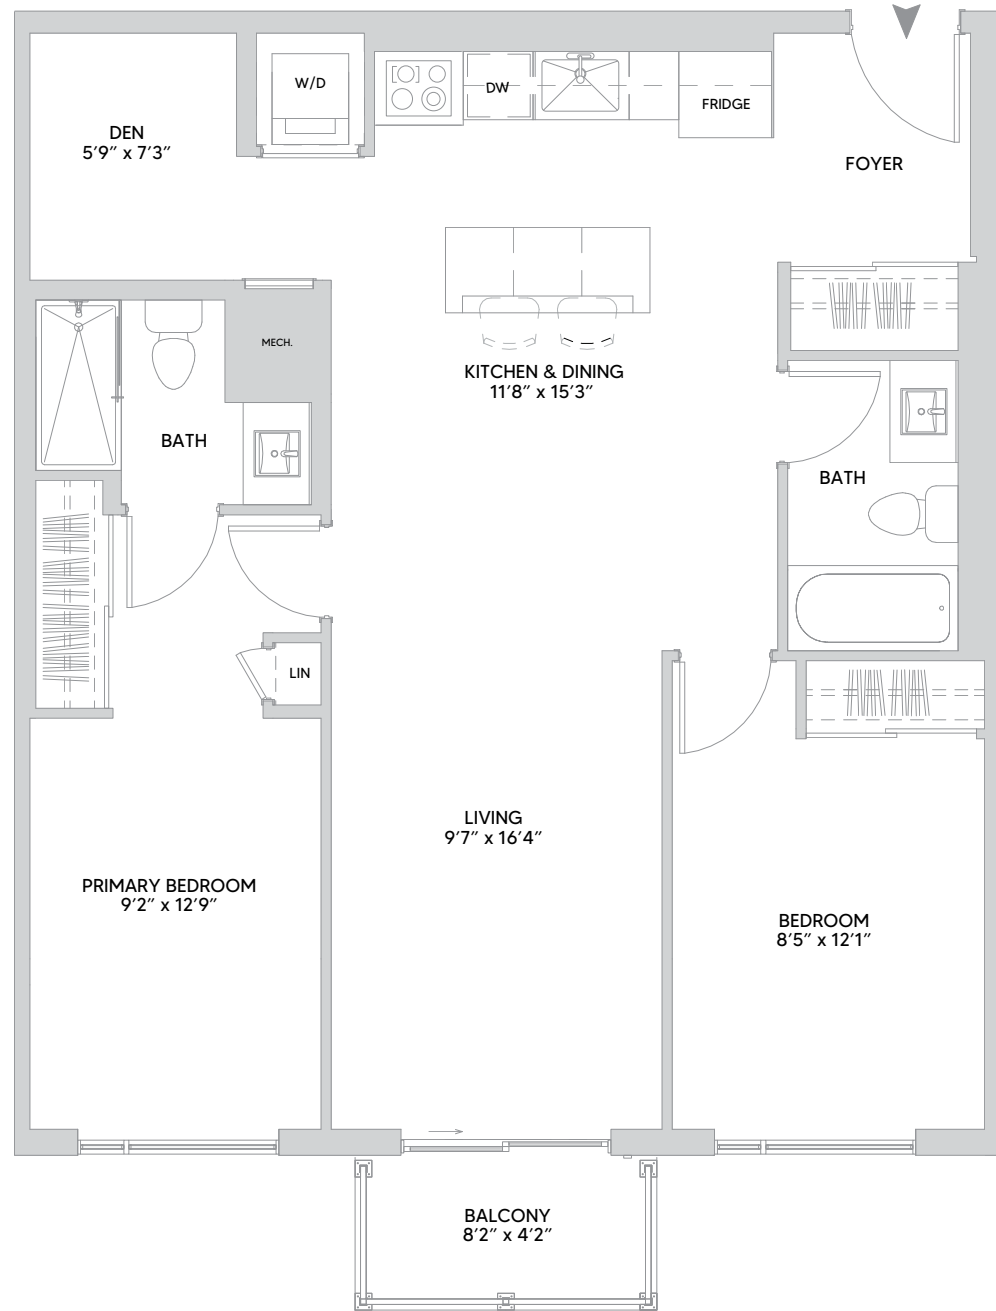 W/D
DW
FRIDGE
DEN
5'9" x 7'3"
FOYER
MECH.
KITCHEN & DINING
11'8" x 15'3"
BATH
BATH
LIN
LIVING
9'7" x 16'4"
PRIMARY BEDROOM
9'2" x 12'9"
BEDROOM
8'5" x 12'1"
BALCONY
8'2" x 4'2"